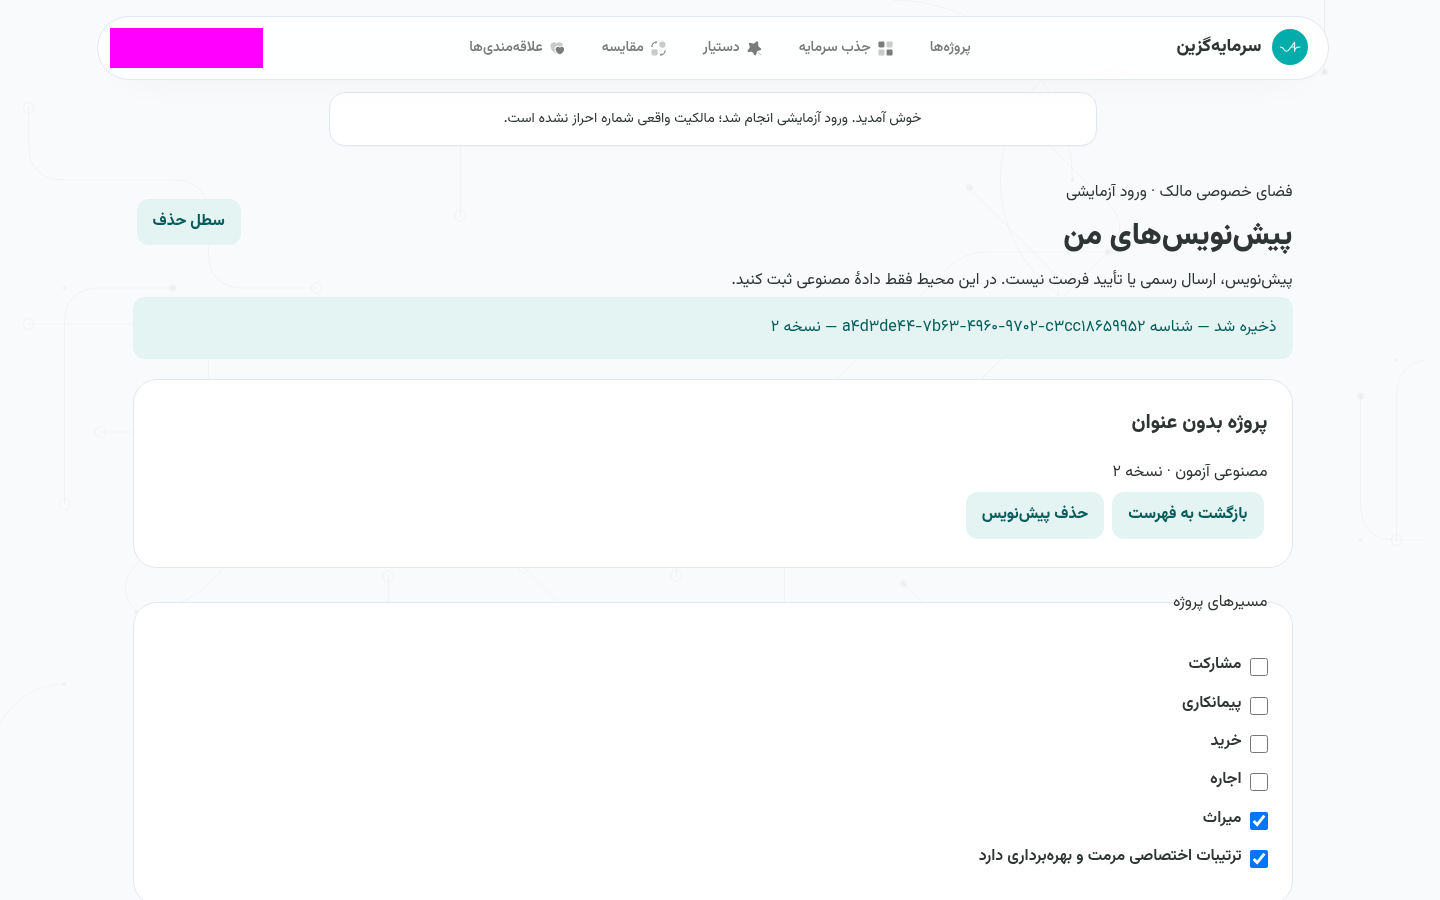 سرمایه‌گزین
پروژه‌ها
جذب سرمایه
دستیار
مقایسه
علاقه‌مندی‌ها
خوش آمدید. ورود آزمایشی انجام شد؛ مالکیت واقعی شماره احراز نشده است.
فضای خصوصی مالک · ورود آزمایشی
پیش‌نویس‌های من
سطل حذف
پیش‌نویس، ارسال رسمی یا تأیید فرصت نیست. در این محیط فقط دادهٔ مصنوعی ثبت کنید.
ذخیره شد — شناسه a۴d۳de۴۴-۷b۶۳-۴۹۶۰-۹۷۰۲-c۳cc۱۸۶۵۹۹۵۲ — نسخه ۲
پروژه بدون عنوان
مصنوعی آزمون · نسخه ۲
بازگشت به فهرست
حذف پیش‌نویس
مسیرهای پروژه
مشارکت
پیمانکاری
خرید
اجاره
میراث
ترتیبات اختصاصی مرمت و بهره‌برداری دارد